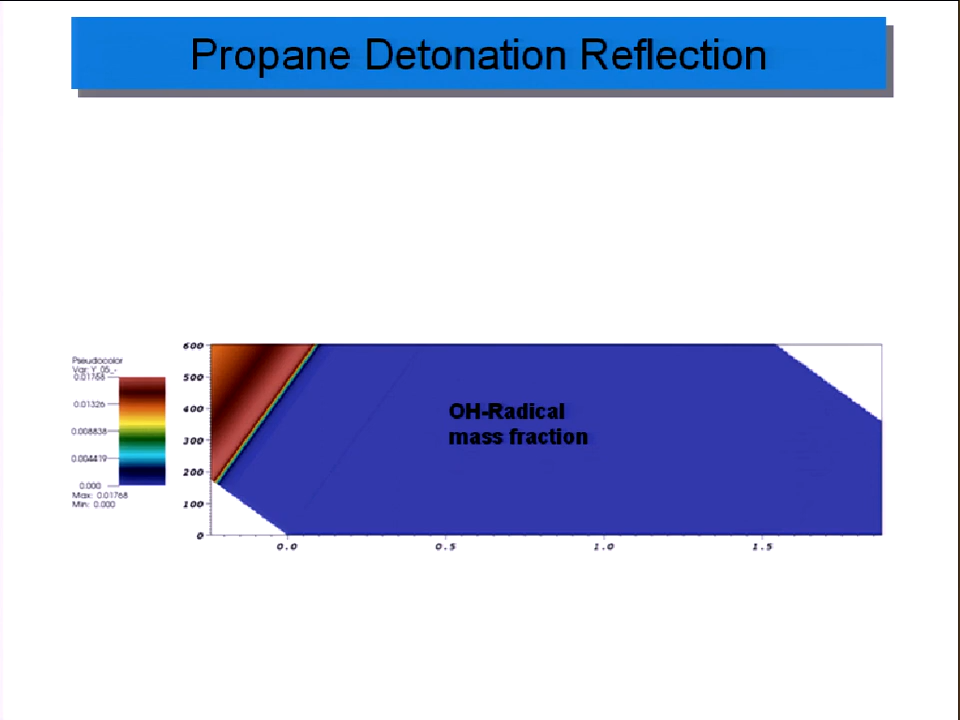 Propane Detonation Reflection
Pseudocolor
Var: Y_05_-
0.01768
0.01326
0.008838
0.004419
0.000
Max: 0.01768
Min: 0.000
600
500
400
300
200
100
0
OH-Radical
mass fraction
0.0 0.5 1.0 1.5